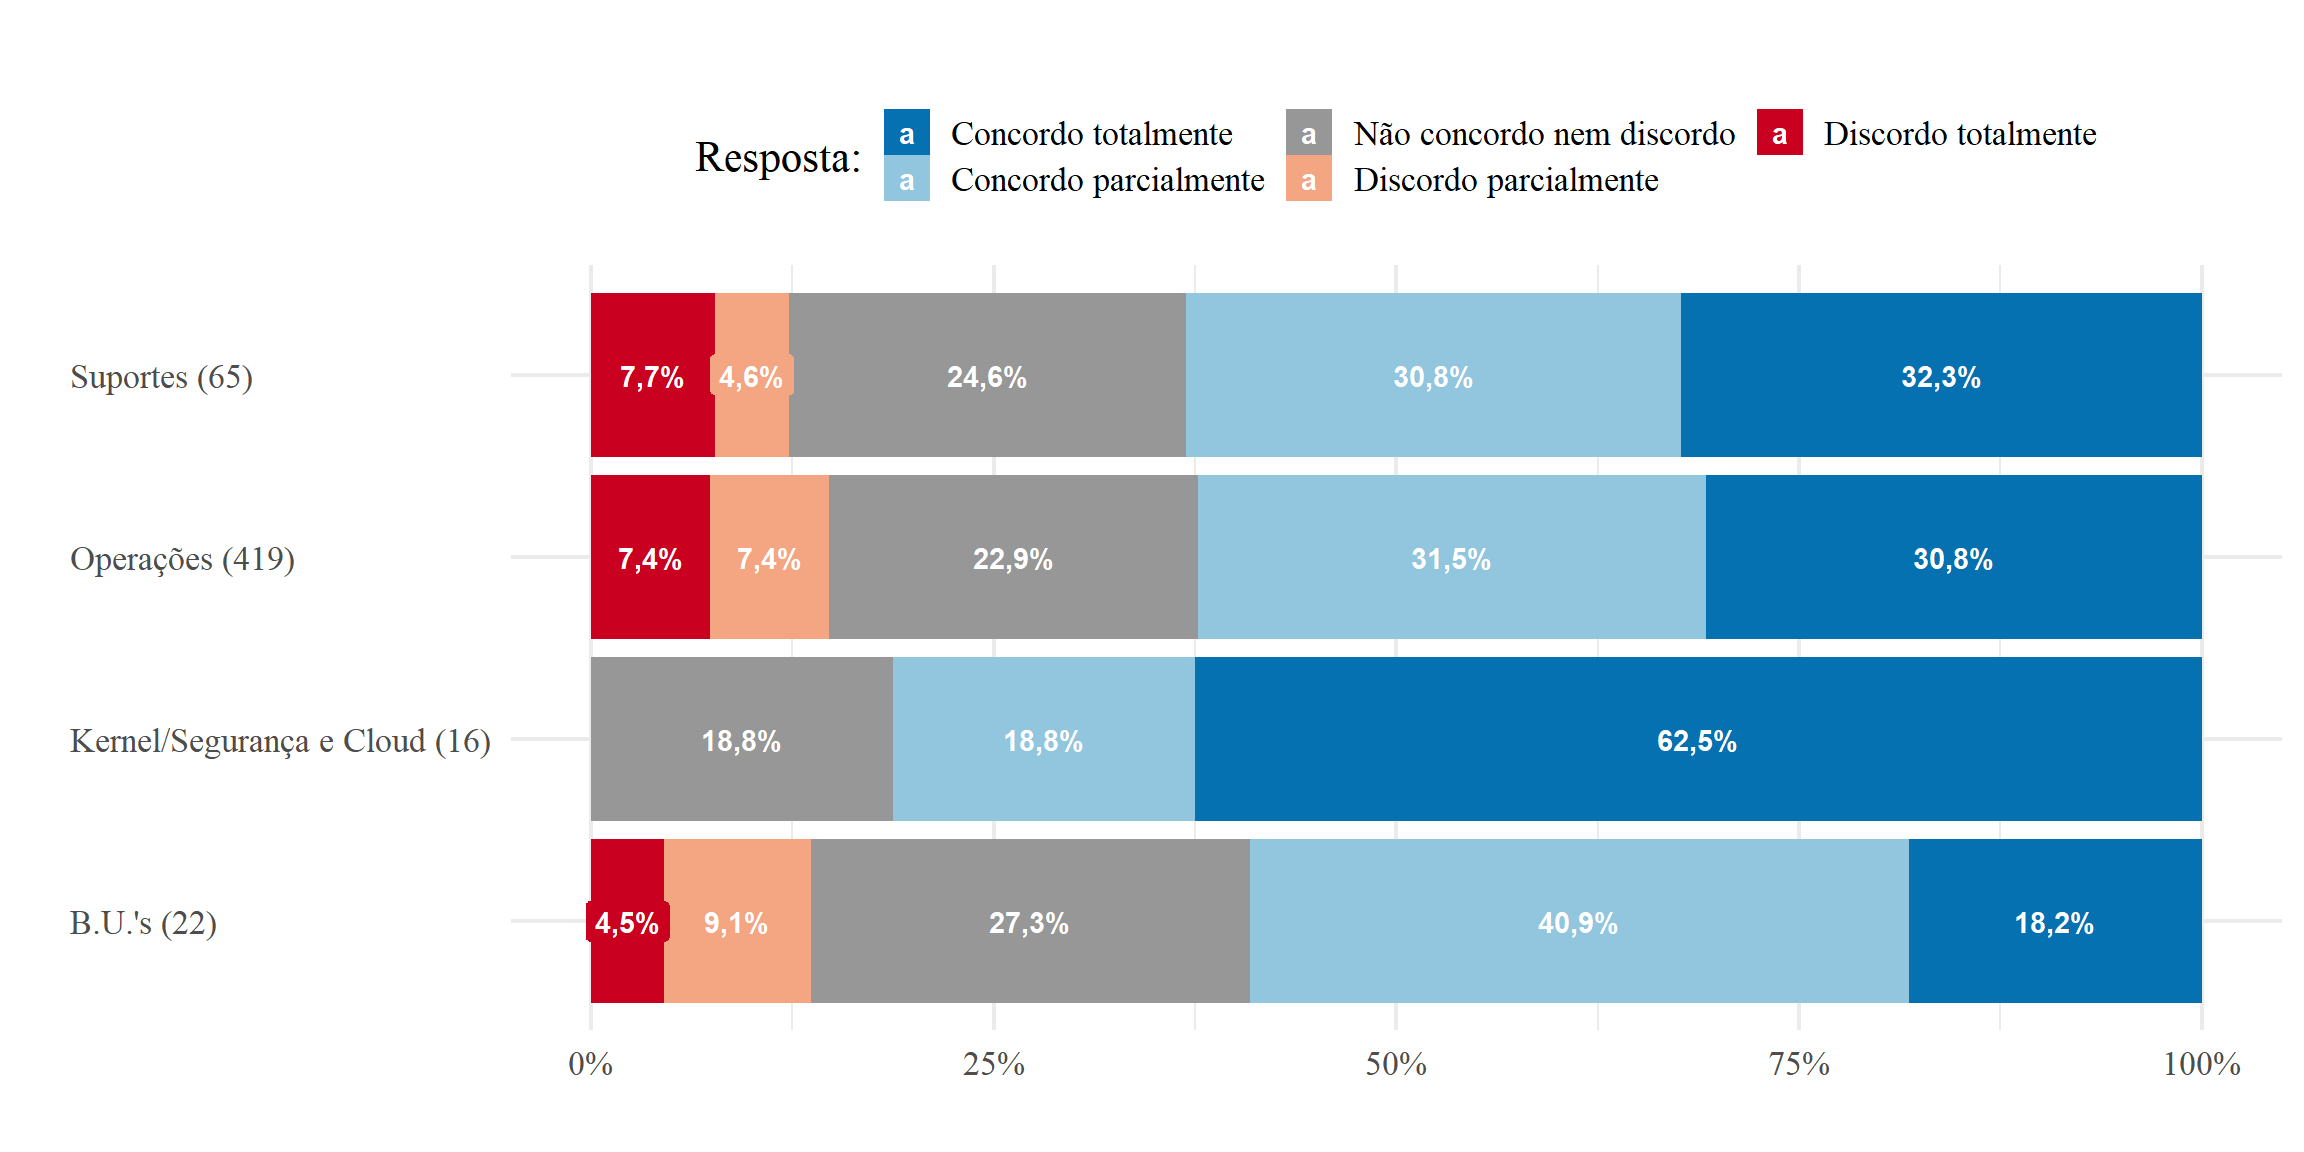 Resposta:
a Concordo totalmente
a Concordo parcialmente
a Não concordo nem discordo
a Discordo parcialmente
a Discordo totalmente
Suportes (65)
7,7% 4,6% 24,6% 30,8% 32,3%
Operações (419)
7,4% 7,4% 22,9% 31,5% 30,8%
Kernel/Segurança e Cloud (16)
18,8% 18,8% 62,5%
B.U.'s (22)
4,5% 9,1% 27,3% 40,9% 18,2%
0% 25% 50% 75% 100%